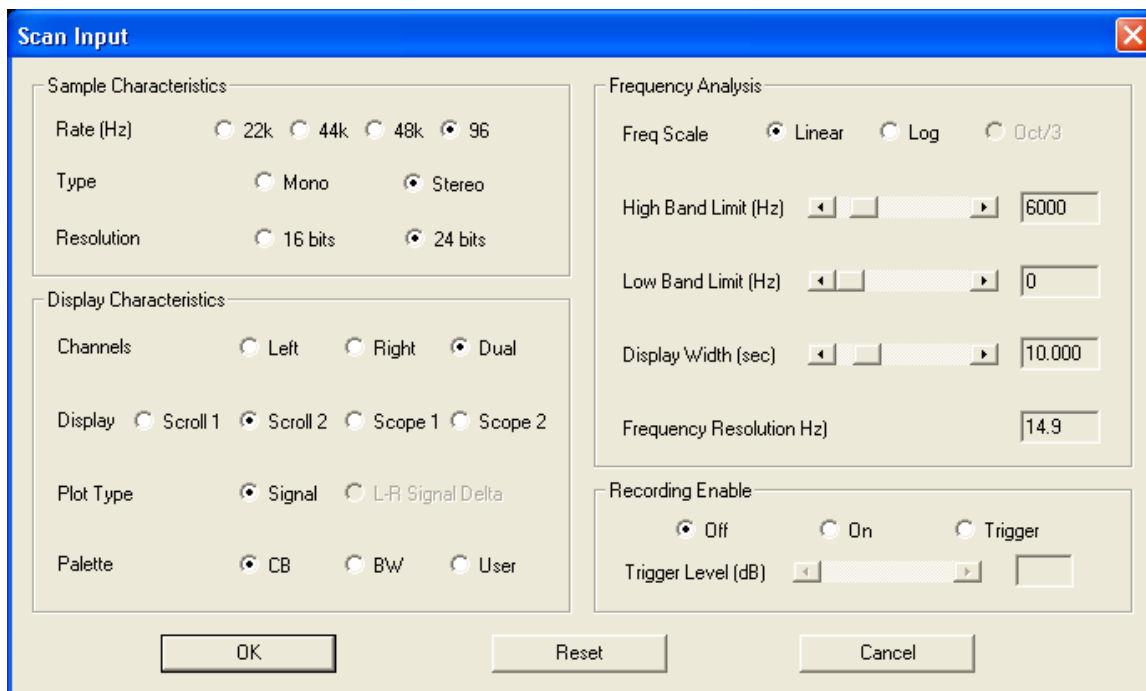 Scan Input
Sample Characteristics
Rate (Hz) 22k 44k 48k 96
Type Mono Stereo
Resolution 16 bits 24 bits
Display Characteristics
Channels Left Right Dual
Display Scroll 1 Scroll 2 Scope 1 Scope 2
Plot Type Signal L-R Signal Delta
Palette CB BW User
Frequency Analysis
Freq Scale Linear Log Oct/3
High Band Limit (Hz) 6000
Low Band Limit (Hz) 0
Display Width (sec) 10.000
Frequency Resolution Hz) 14.9
Recording Enable
Off On Trigger
Trigger Level (dB)
OK Reset Cancel